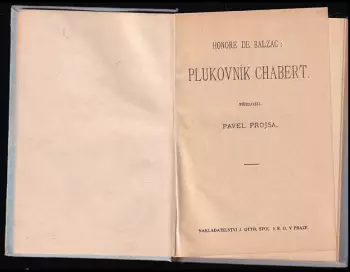 HONORÉ DE BALZAC:
PLUKOVNÍK CHABERT.
PŘELOŽIL
PAVEL PROJSA.
NAKLADATELSTVÍ J. OTTO, SPOL. S R. O. V PRAZE.